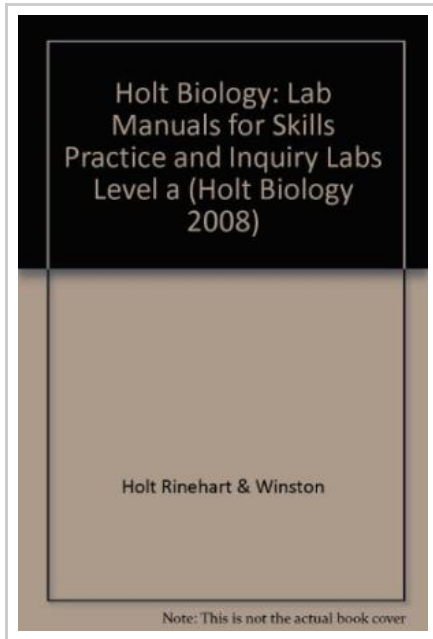 Holt Biology: Lab
Manuals for Skills
Practice and Inquiry Labs
Level a (Holt Biology
2008)
Holt Rinehart & Winston
Note: This is not the actual book cover